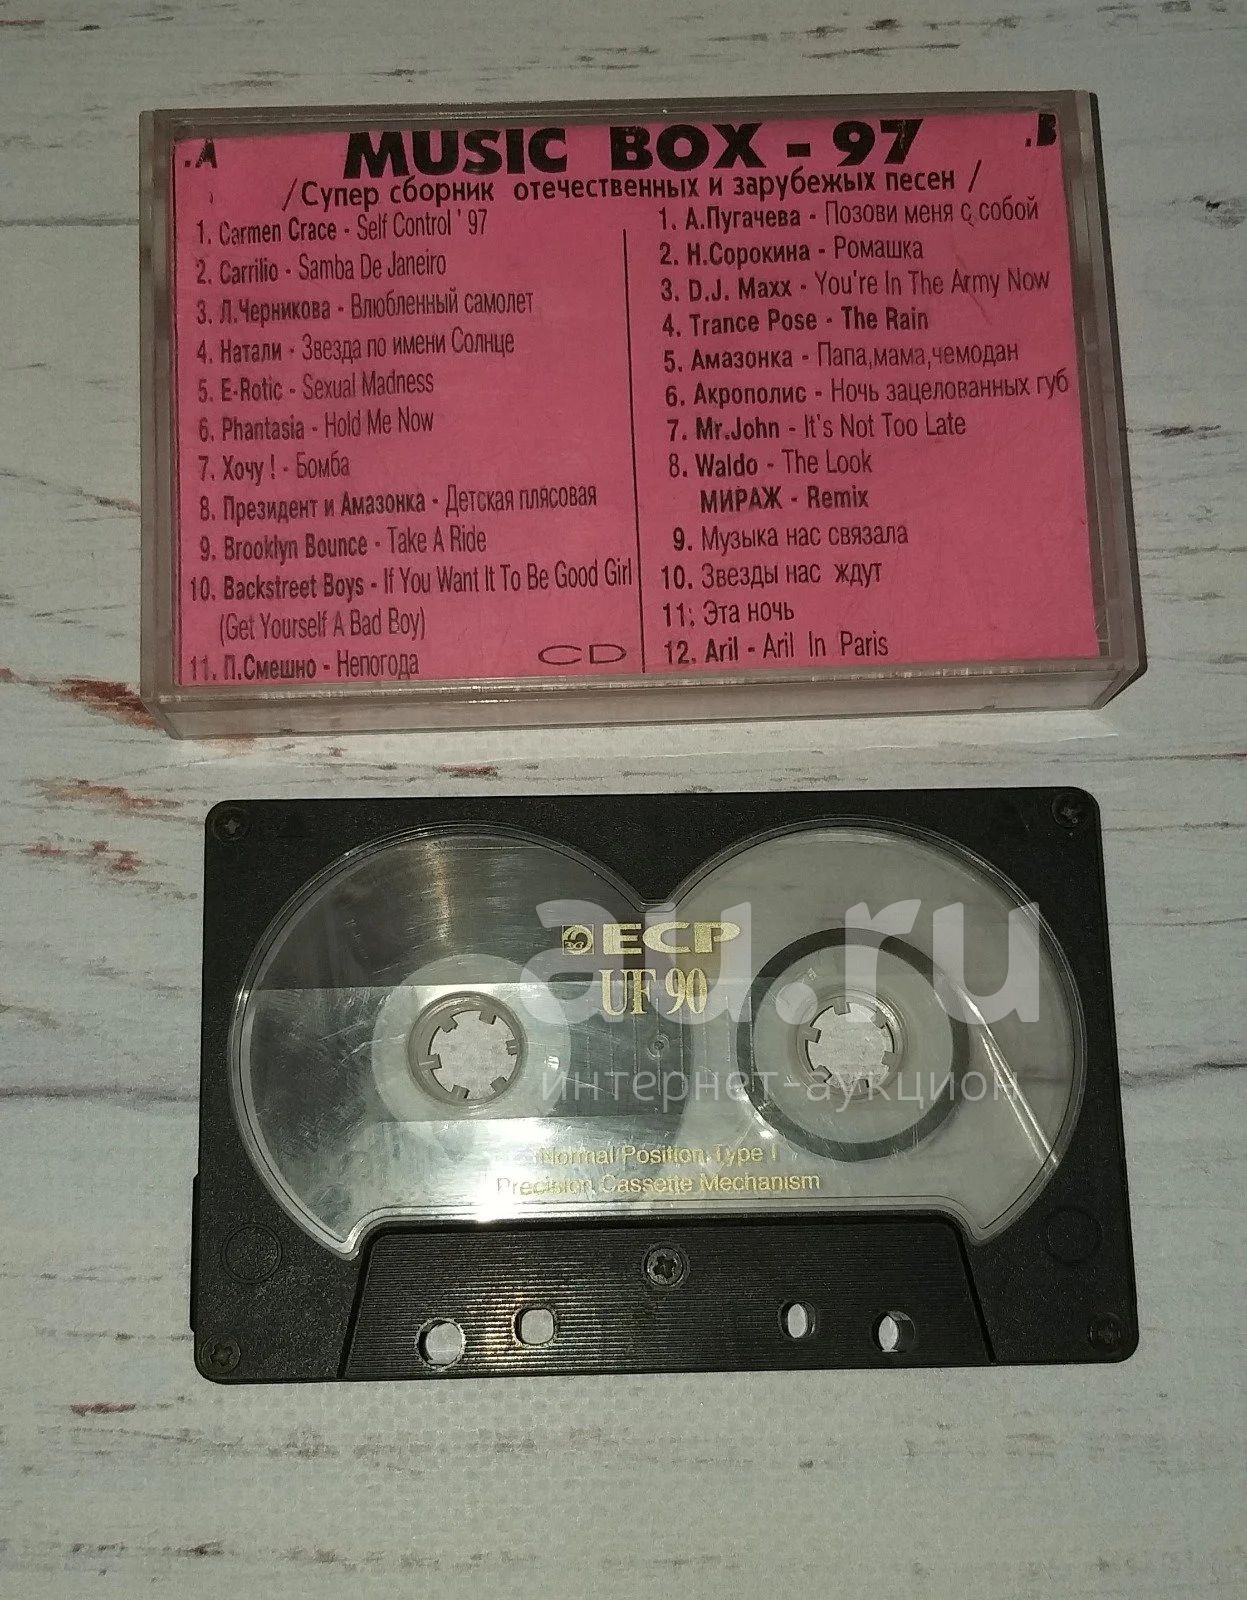 .A
MUSIC BOX - 97
.B
/Супер сборник отечественных и зарубежых песен /
1. Carmen Crace - Self Control ' 97
2. Carrilio - Samba De Janeiro
3. Л.Черникова - Влюбленный самолет
4. Натали - Звезда по имени Солнце
5. E-Rotic - Sexual Madness
6. Phantasia - Hold Me Now
7. Хочу ! - Бомба
8. Президент и Амазонка - Детская плясовая
9. Brooklyn Bounce - Take A Ride
10. Backstreet Boys - If You Want It To Be Good Girl
(Get Yourself A Bad Boy)
11. П.Смешно - Непогода
CD
1. А.Пугачева - Позови меня с собой
2. Н.Сорокина - Ромашка
3. D.J. Maxx - You're In The Army Now
4. Trance Pose - The Rain
5. Амазонка - Папа,мама,чемодан
6. Акрополис - Ночь зацелованных губ
7. Mr.John - It's Not Too Late
8. Waldo - The Look
МИРАЖ - Remix
9. Музыка нас связала
10. Звезды нас ждут
11; Эта ночь
12. Aril - Aril In Paris
ECP
UF 90
au.ru
интернет-аукцион
Normal Position Type I
Precision Cassette Mechanism